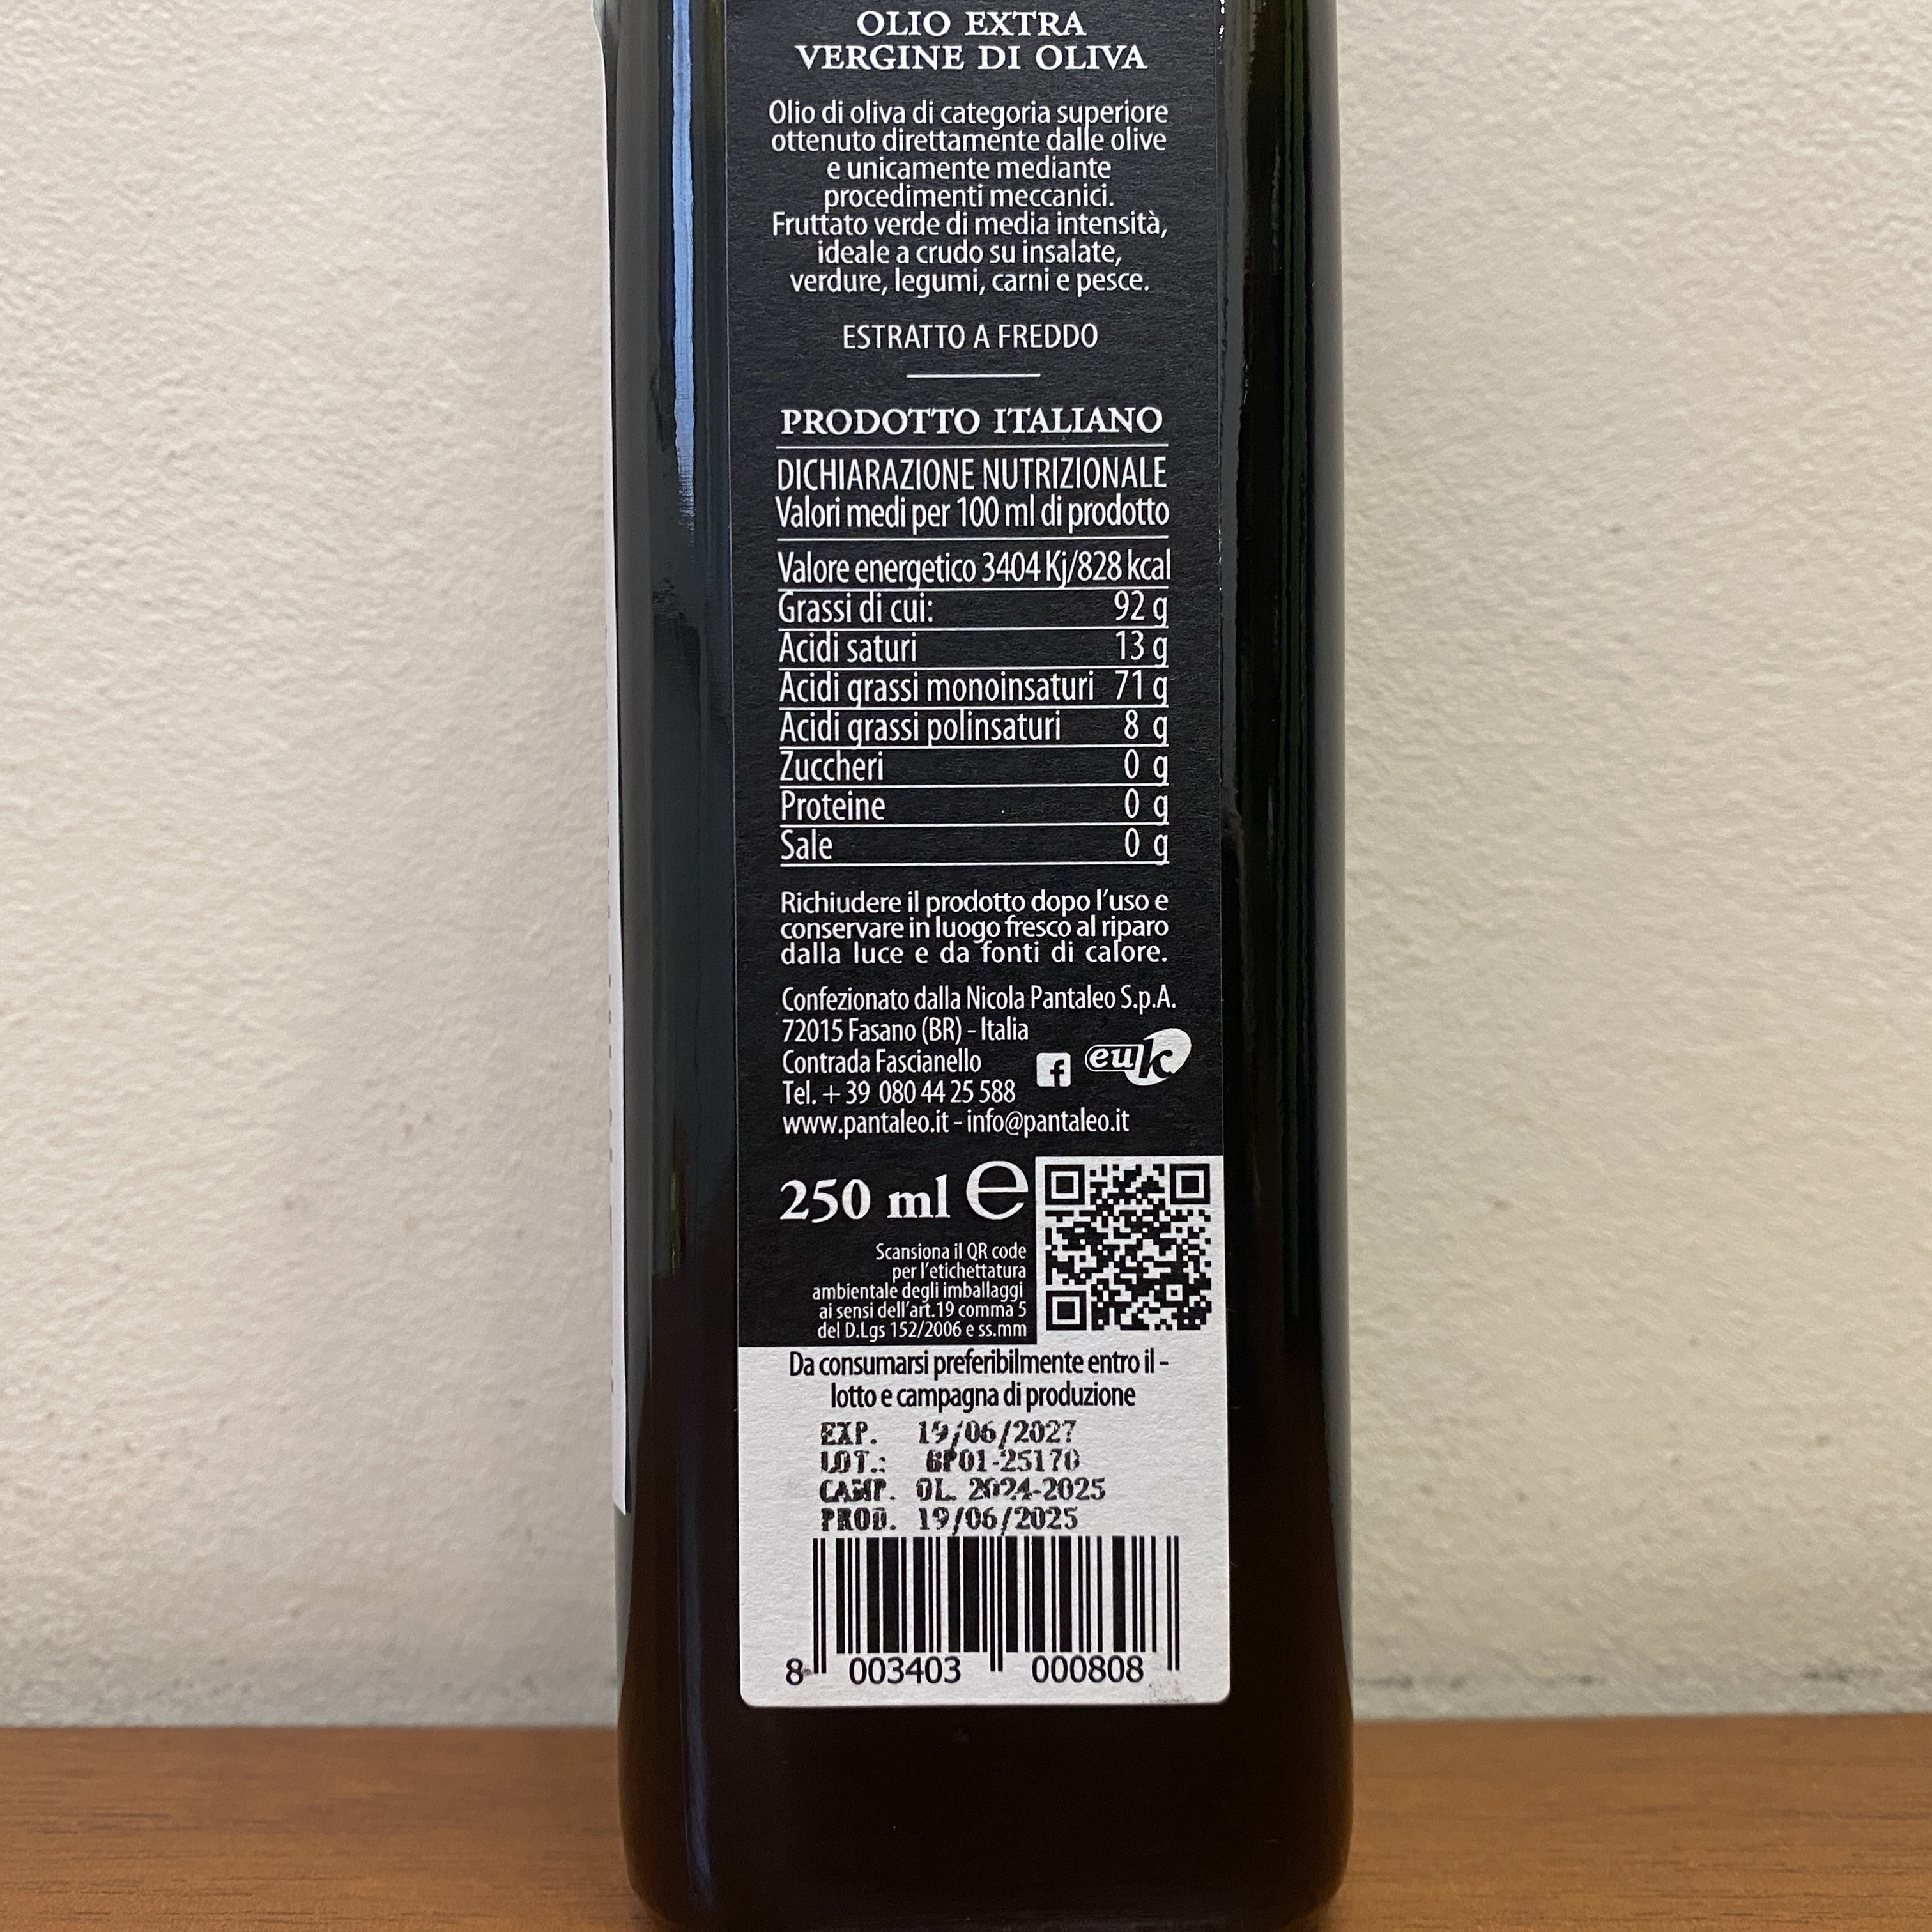 OLIO EXTRA
VERGINE DI OLIVA
Olio di oliva di categoria superiore
ottenuto direttamente dalle olive
e unicamente mediante
procedimenti meccanici.
Fruttato verde di media intensità,
ideale a crudo su insalate,
verdure, legumi, carni e pesce.
ESTRATTO A FREDDO
PRODOTTO ITALIANO
DICHIARAZIONE NUTRIZIONALE
Valori medi per 100 ml di prodotto
Valore energetico 3404 Kj/828 kcal
Grassi di cui: 92 g
Acidi saturi 13 g
Acidi grassi monoinsaturi 71 g
Acidi grassi polinsaturi 8 g
Zuccheri 0 g
Proteine 0 g
Sale 0 g
Richiudere il prodotto dopo l'uso e
conservare in luogo fresco al riparo
dalla luce e da fonti di calore.
Confezionato dalla Nicola Pantaleo S.p.A.
72015 Fasano (BR) - Italia
Contrada Fascianello
Tel. + 39 080 44 25 588
f euk
www.pantaleo.it - info@pantaleo.it
250 ml e
Scansiona il QR code
per l'etichettatura
ambientale degli imballaggi
ai sensi dell'art.19 comma 5
del D.Lgs 152/2006 e ss.mm
Da consumarsi preferibilmente entro il -
lotto e campagna di produzione
EXP. 19/06/2027
LOT.: BP01-25170
CAMP. OL. 2024-2025
PROD. 19/06/2025
8 003403 000808